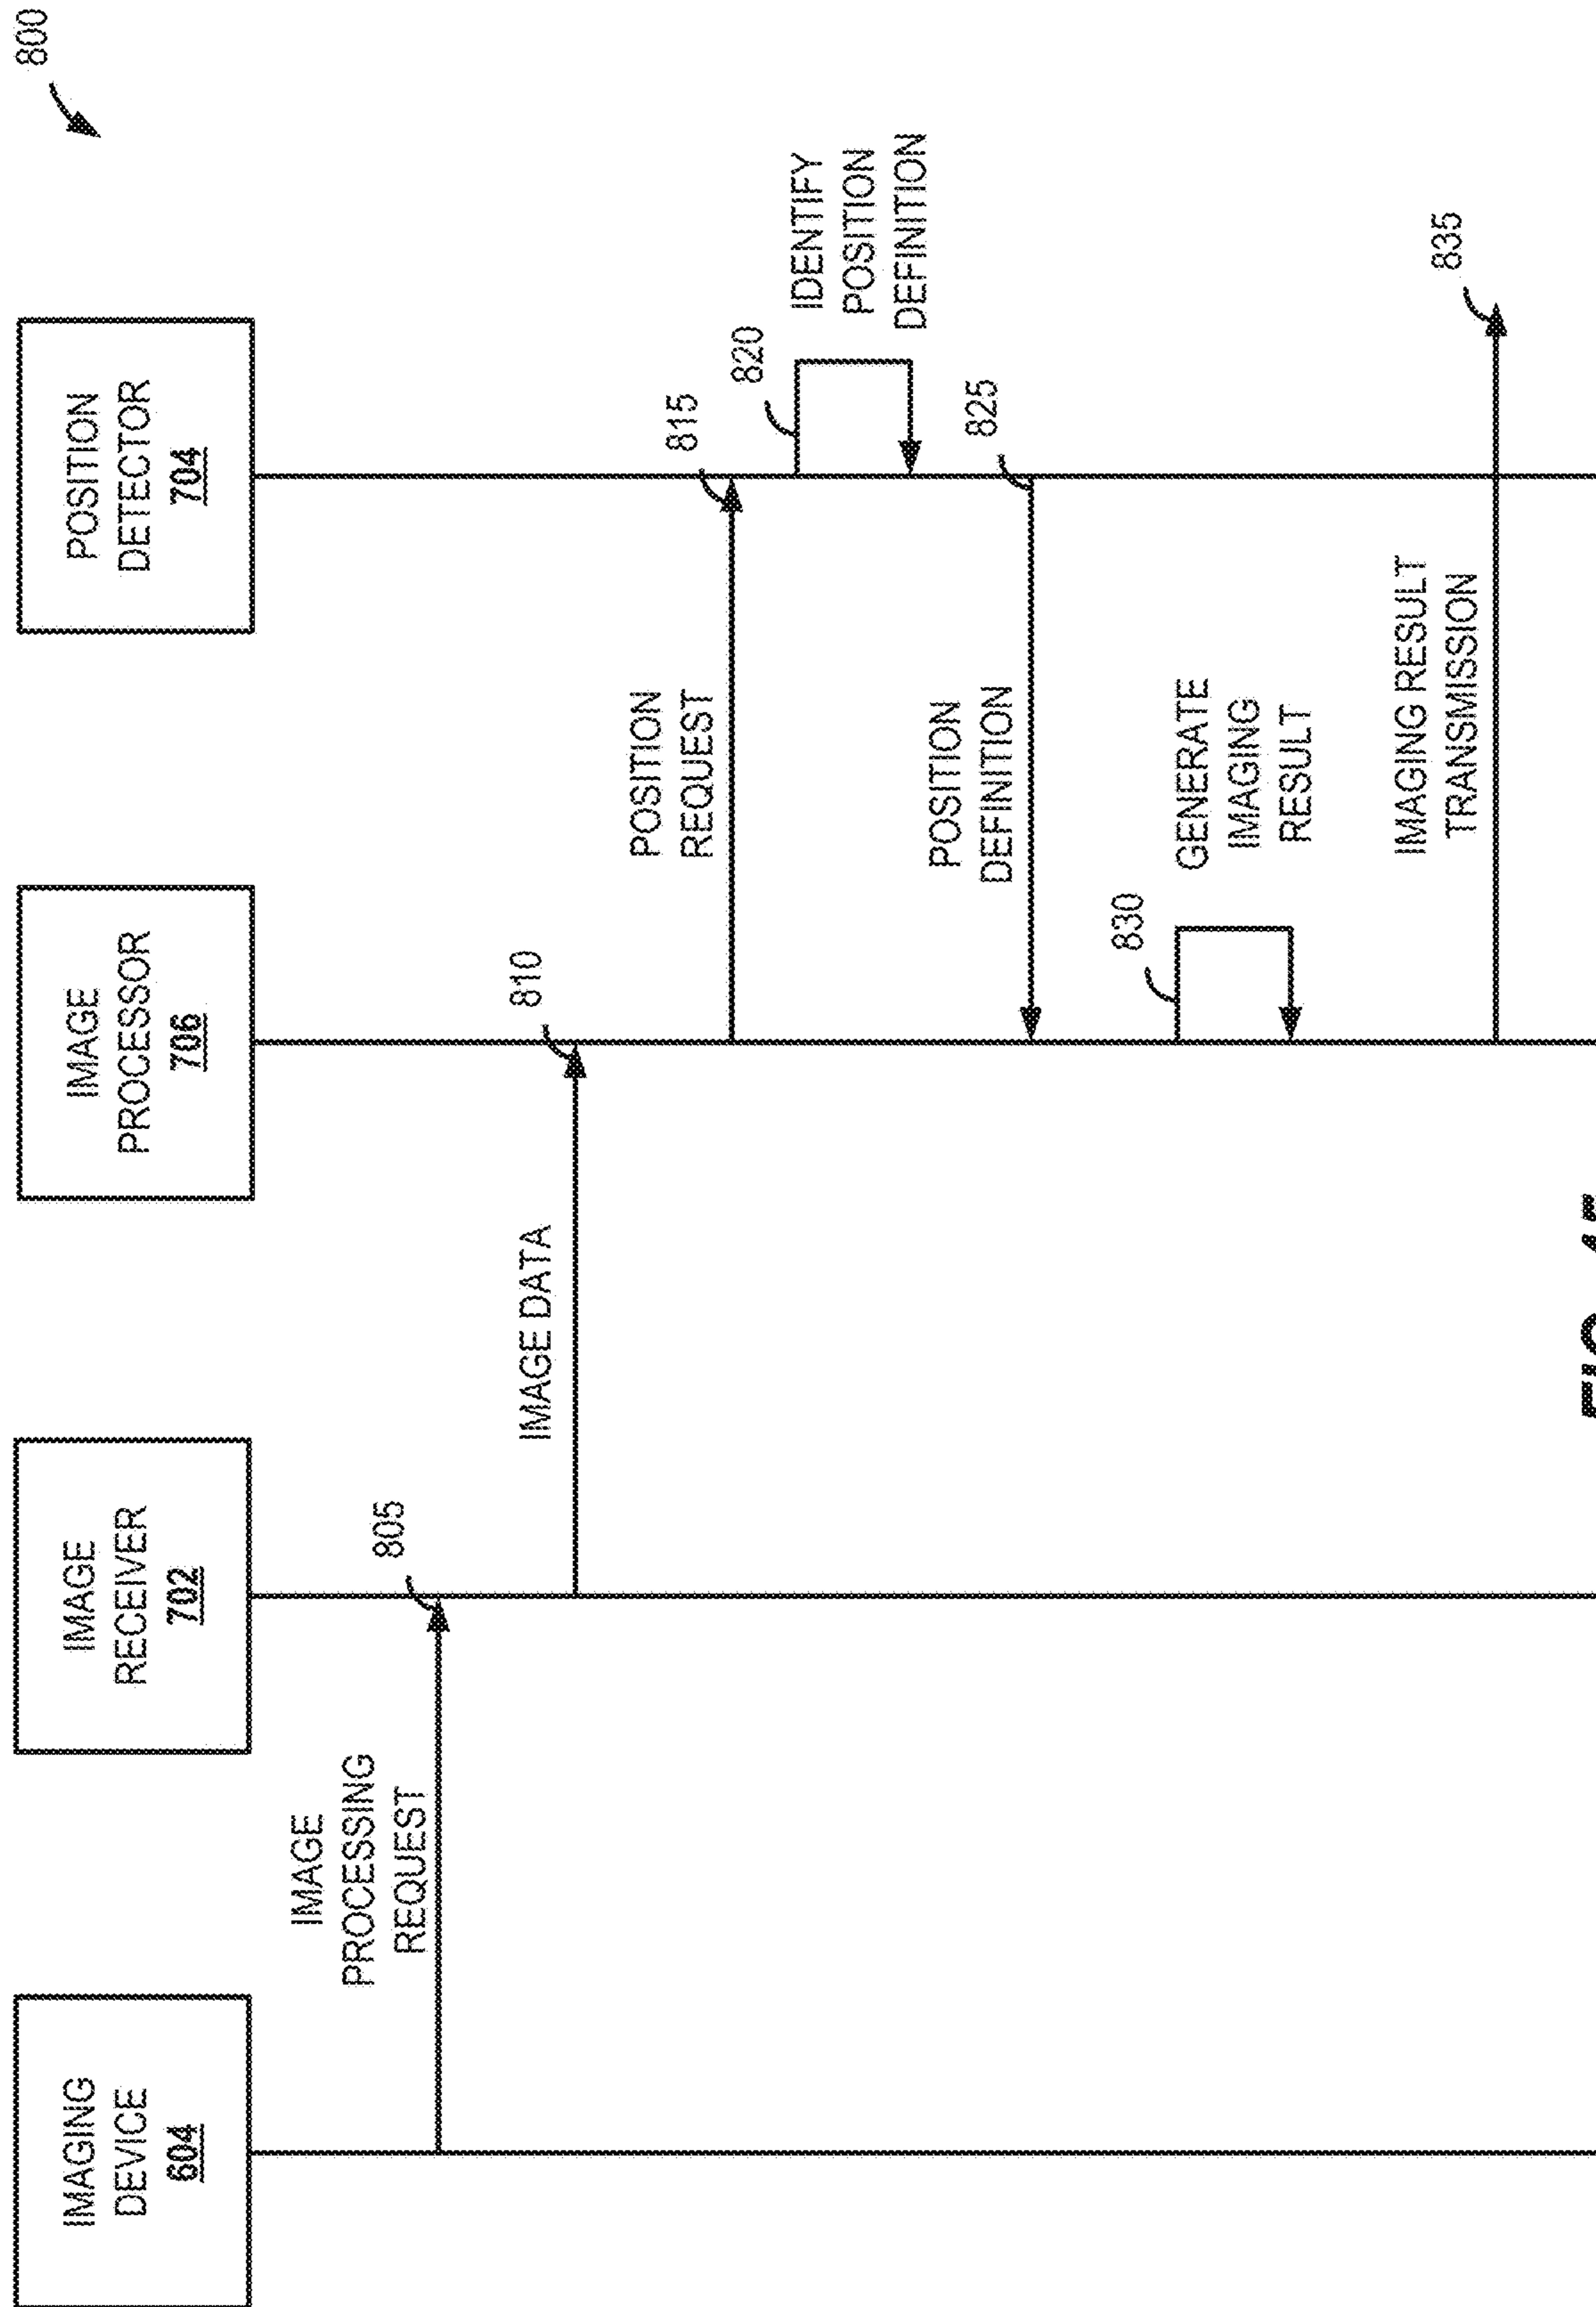 800
IMAGING
DEVICE
604
IMAGE
RECEIVER
702
IMAGE
PROCESSOR
706
POSITION
DETECTOR
704
IMAGE
PROCESSING
REQUEST
805
IMAGE DATA
810
POSITION
REQUEST
815
820
IDENTIFY
POSITION
DEFINITION
POSITION
DEFINITION
825
830
GENERATE
IMAGING
RESULT
IMAGING RESULT
TRANSMISSION
835